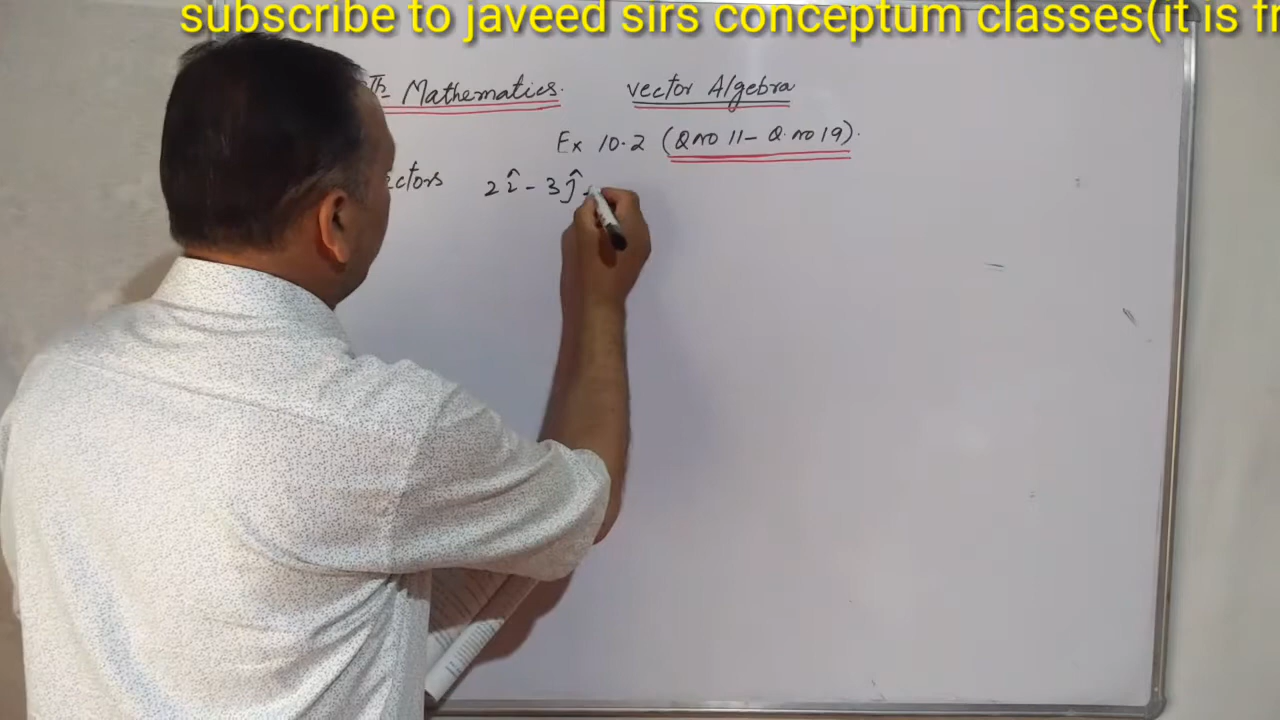 subscribe to javeed sirs conceptum classes(it is fr
Mathematics. vector Algebra
Ex 10.2 (Q no 11 - Q. no 19).
2î - 3ĵ